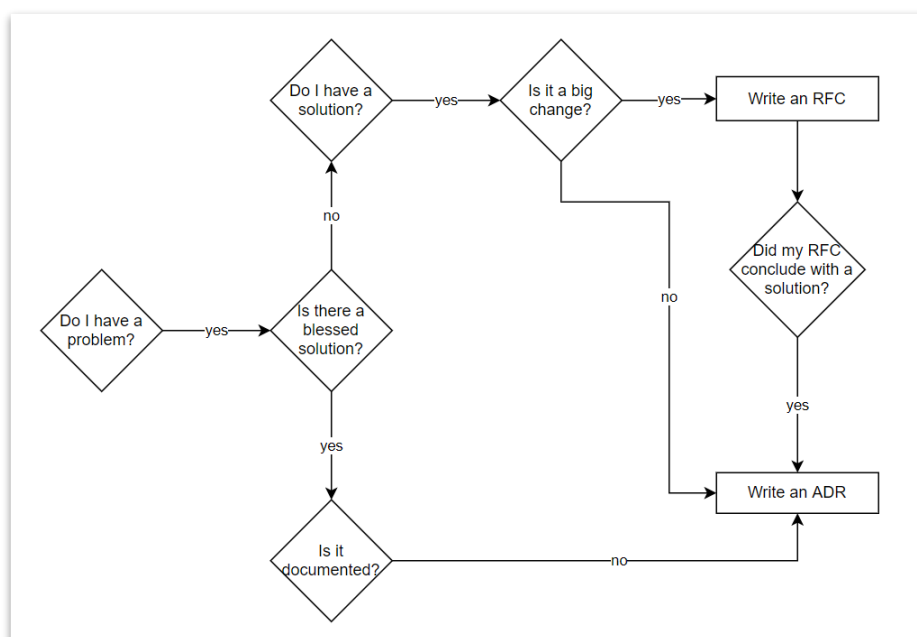 Do I have a
solution?
yes
Is it a big
change?
yes
Write an RFC
no
Did my RFC
conclude with a
solution?
Do I have a
problem?
yes
Is there a
blessed
solution?
no
yes
yes
Write an ADR
Is it
documented?
no